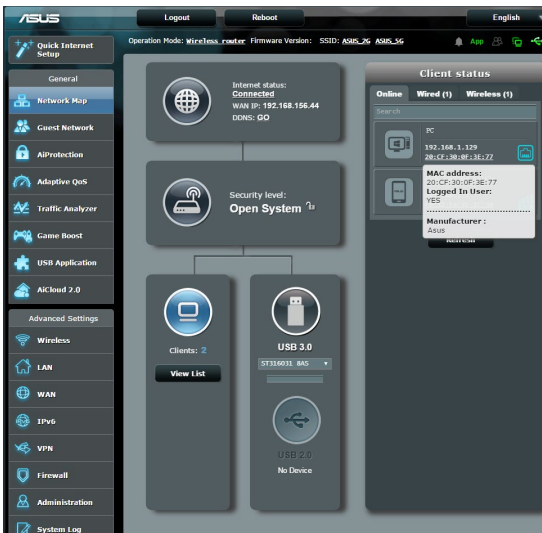 ASUS
Logout
Reboot
English
Quick Internet
Setup
Operation Mode: Wireless router Firmware Version: SSID: ASUS_2G ASUS_5G
App
General
Network Map
Guest Network
AiProtection
Adaptive QoS
Traffic Analyzer
Game Boost
USB Application
AiCloud 2.0
Advanced Settings
Wireless
LAN
WAN
IPv6
VPN
Firewall
Administration
System Log
Internet status:
Connected
WAN IP: 192.168.156.44
DDNS: GO
Security level:
Open System
Clients: 2
View List
USB 3.0
ST316031 8AS
USB 2.0
No Device
Client status
Online Wired (1) Wireless (1)
Search
PC
192.168.1.129
20:CF:30:0F:3E:77
MAC address:
20:CF:30:0F:3E:77
Logged In User:
YES
Manufacturer :
Asus